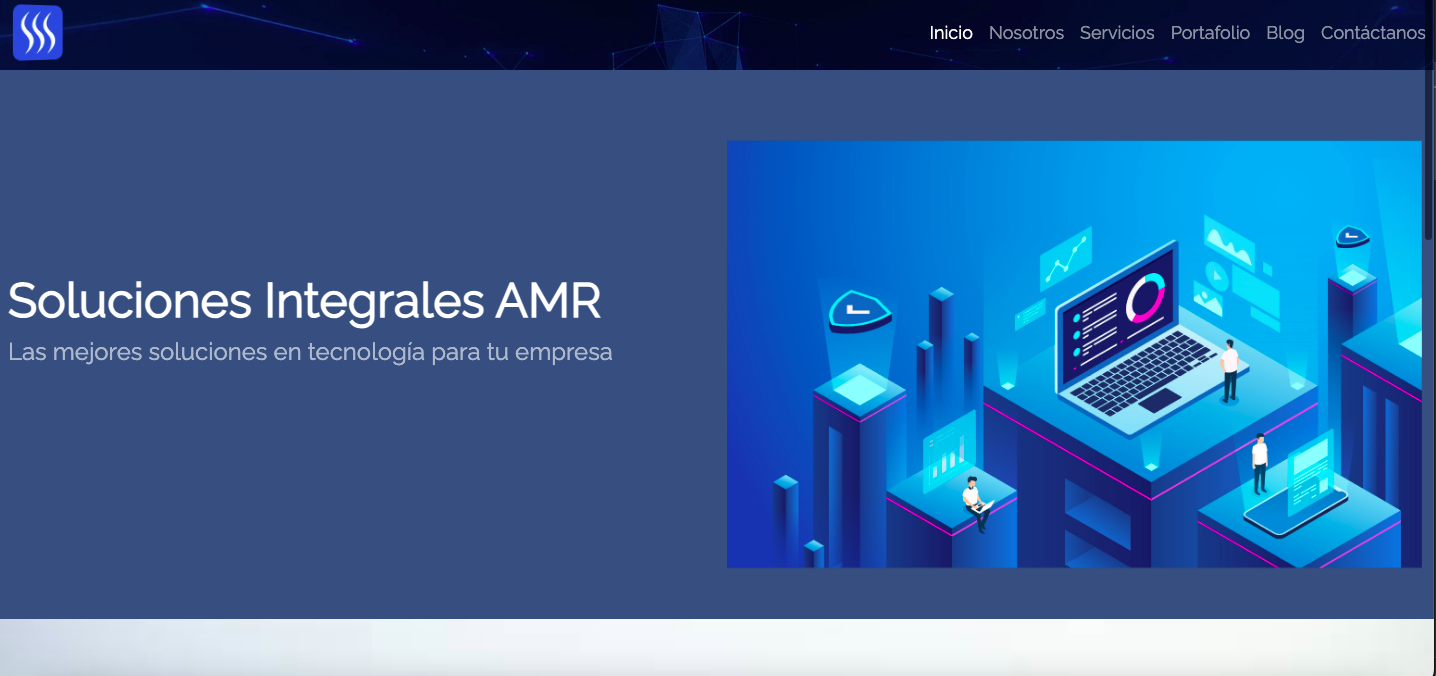 Inicio Nosotros Servicios Portafolio Blog Contáctanos
Soluciones Integrales AMR
Las mejores soluciones en tecnología para tu empresa